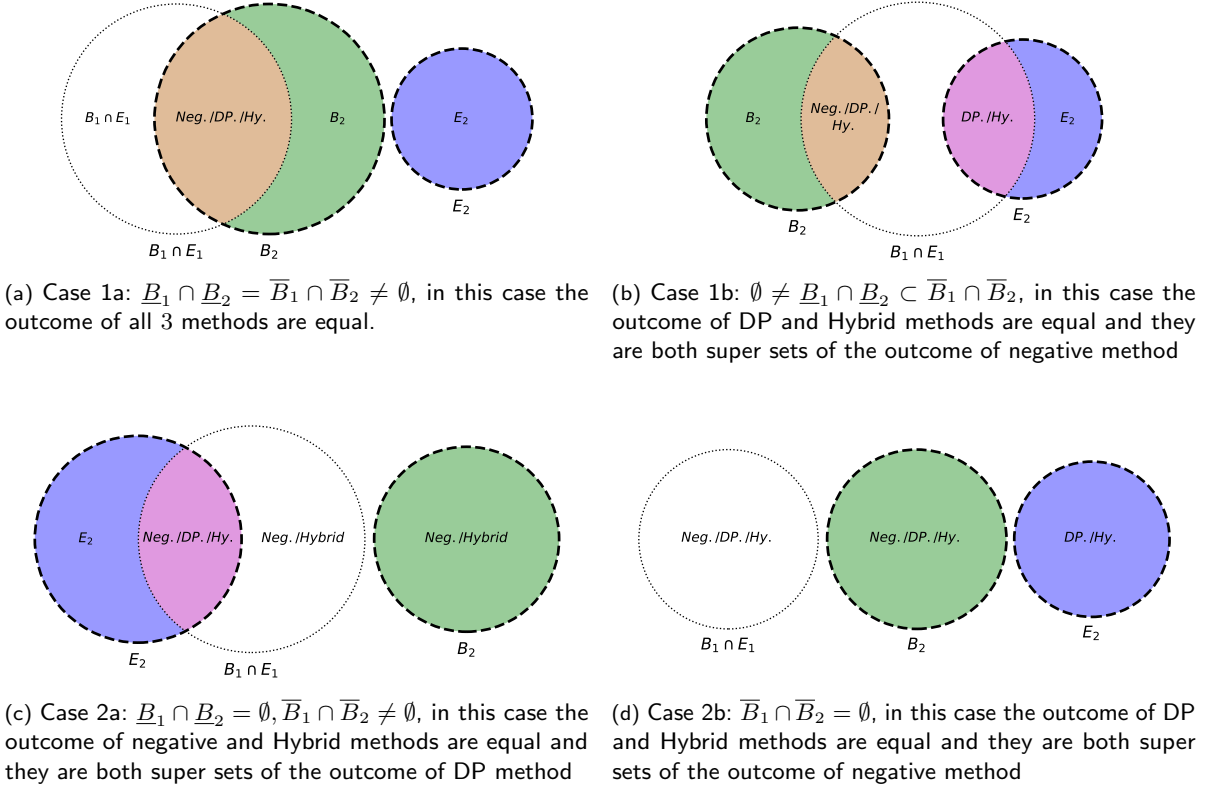 B₁ ∩ E₁
Neg./DP./Hy.
B₂
E₂
E₂
B₁ ∩ E₁
B₂
B₂
Neg./DP./
Hy.
DP./Hy.
E₂
B₂
E₂
B₁ ∩ E₁
(a) Case 1a: B̲₁ ∩ B̲₂ = B̅₁ ∩ B̅₂ ≠ ∅, in this case the
outcome of all 3 methods are equal.
(b) Case 1b: ∅ ≠ B̲₁ ∩ B̲₂ ⊂ B̅₁ ∩ B̅₂, in this case the
outcome of DP and Hybrid methods are equal and they
are both super sets of the outcome of negative method
E₂
Neg./DP./Hy.
Neg./Hybrid
Neg./Hybrid
E₂
B₁ ∩ E₁
B₂
Neg./DP./Hy.
Neg./DP./Hy.
DP./Hy.
B₁ ∩ E₁
B₂
E₂
(c) Case 2a: B̲₁ ∩ B̲₂ = ∅, B̅₁ ∩ B̅₂ ≠ ∅, in this case the
outcome of negative and Hybrid methods are equal and
they are both super sets of the outcome of DP method
(d) Case 2b: B̅₁ ∩ B̅₂ = ∅, in this case the outcome of DP
and Hybrid methods are equal and they are both super
sets of the outcome of negative method